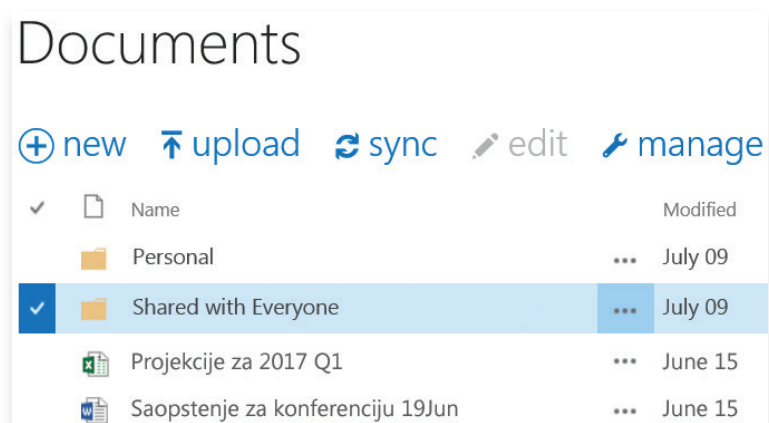 Documents
new upload sync edit manage
Name Modified
Personal ... July 09
Shared with Everyone ... July 09
Projekcije za 2017 Q1 ... June 15
Saopstenje za konferenciju 19Jun ... June 15